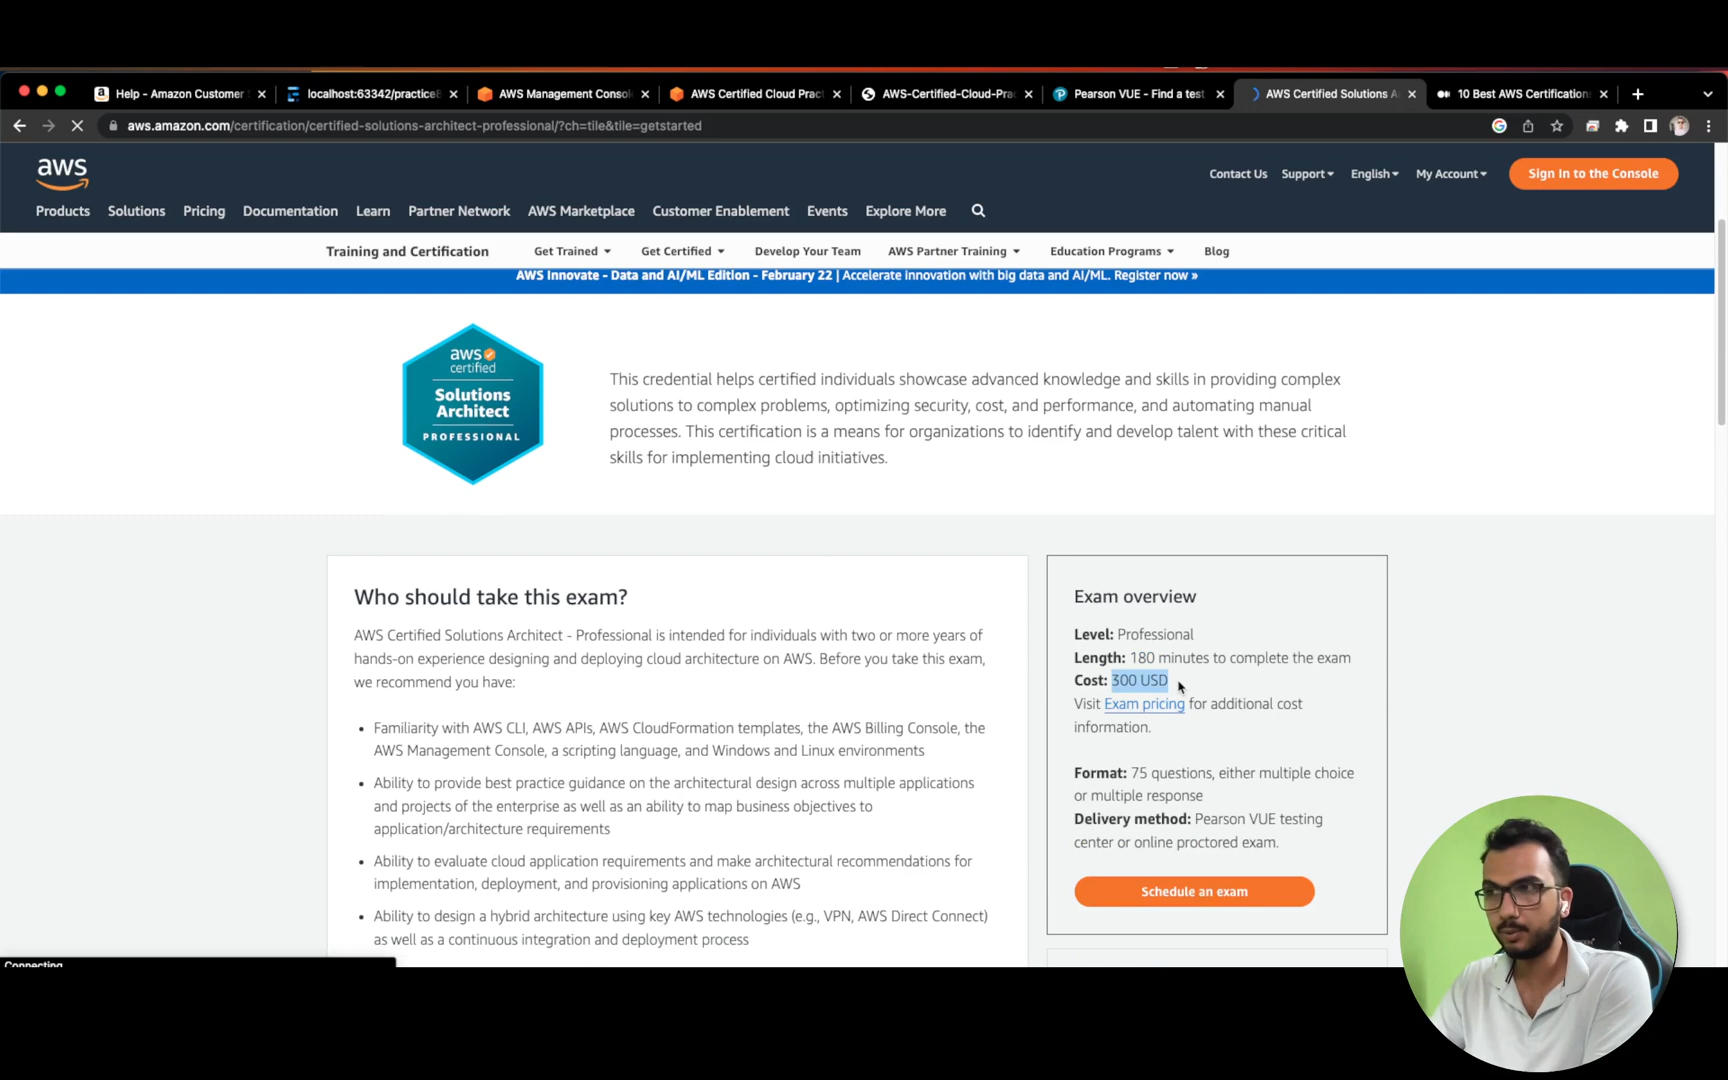 Help - Amazon Customer
localhost:63342/practice
AWS Management Consol
AWS Certified Cloud Pract
AWS-Certified-Cloud-Pra
Pearson VUE - Find a test
AWS Certified Solutions A
10 Best AWS Certification
aws.amazon.com/certification/certified-solutions-architect-professional/?ch=tile&tile=getstarted
aws
Contact Us
Support
English
My Account
Sign In to the Console
Products
Solutions
Pricing
Documentation
Learn
Partner Network
AWS Marketplace
Customer Enablement
Events
Explore More
Training and Certification
Get Trained
Get Certified
Develop Your Team
AWS Partner Training
Education Programs
Blog
AWS Innovate - Data and AI/ML Edition - February 22 | Accelerate innovation with big data and AI/ML. Register now »
aws
certified
Solutions
Architect
PROFESSIONAL
This credential helps certified individuals showcase advanced knowledge and skills in providing complex
solutions to complex problems, optimizing security, cost, and performance, and automating manual
processes. This certification is a means for organizations to identify and develop talent with these critical
skills for implementing cloud initiatives.
Who should take this exam?
AWS Certified Solutions Architect - Professional is intended for individuals with two or more years of
hands-on experience designing and deploying cloud architecture on AWS. Before you take this exam,
we recommend you have:
• Familiarity with AWS CLI, AWS APIs, AWS CloudFormation templates, the AWS Billing Console, the
AWS Management Console, a scripting language, and Windows and Linux environments
• Ability to provide best practice guidance on the architectural design across multiple applications
and projects of the enterprise as well as an ability to map business objectives to
application/architecture requirements
• Ability to evaluate cloud application requirements and make architectural recommendations for
implementation, deployment, and provisioning applications on AWS
• Ability to design a hybrid architecture using key AWS technologies (e.g., VPN, AWS Direct Connect)
as well as a continuous integration and deployment process
Exam overview
Level: Professional
Length: 180 minutes to complete the exam
Cost: 300 USD
Visit Exam pricing for additional cost
information.
Format: 75 questions, either multiple choice
or multiple response
Delivery method: Pearson VUE testing
center or online proctored exam.
Schedule an exam
Connecting